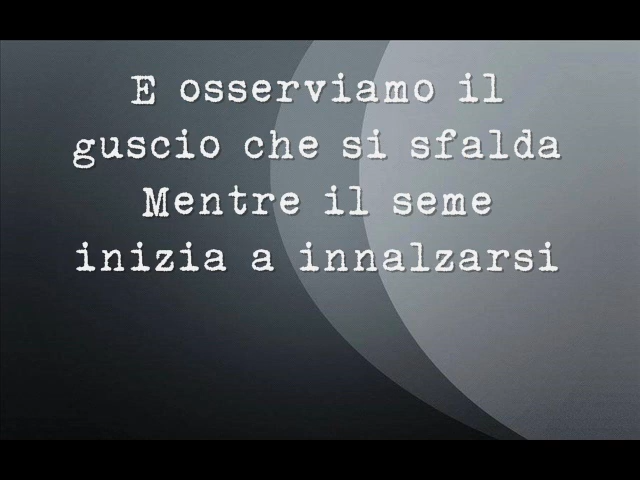 E osserviamo il
guscio che si sfalda
Mentre il seme
inizia a innalzarsi